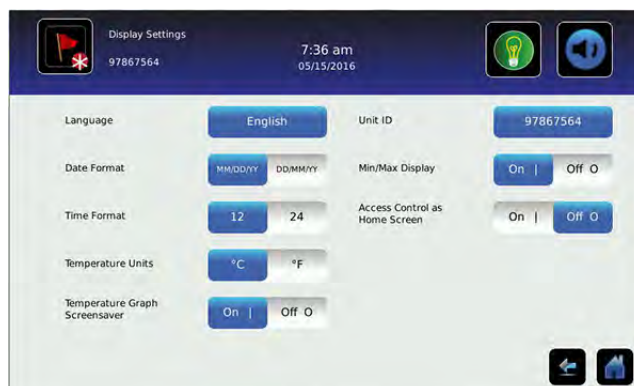 Display Settings
97867564
7:36 am
05/15/2016
Language
English
Unit ID
97867564
Date Format
MM/DD/YY
DD/MM/YY
Min/Max Display
On |
Off O
Time Format
12
24
Access Control as
Home Screen
On |
Off O
Temperature Units
°C
°F
Temperature Graph
Screensaver
On |
Off O